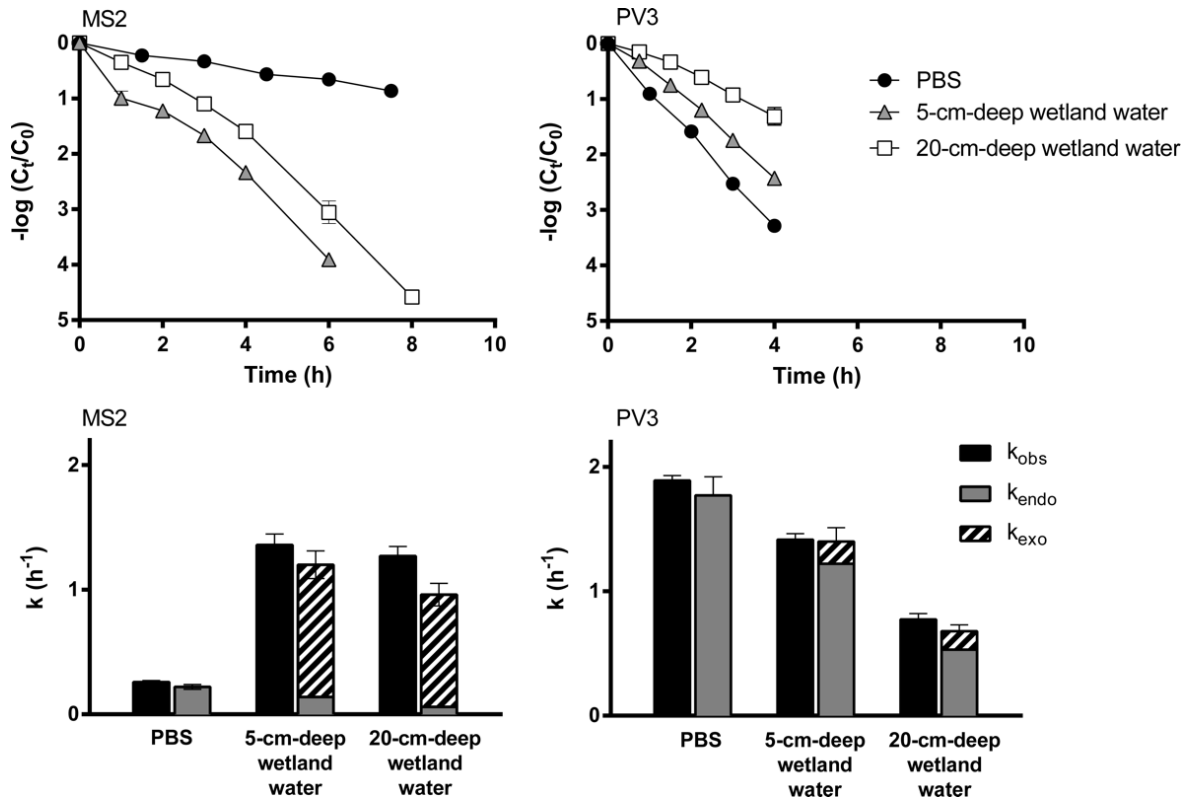 MS2
0
1
2
3
4
5
-log (Ct/C0)
0 2 4 6 8 10
Time (h)
PV3
0
1
2
3
4
5
-log (Ct/C0)
0 2 4 6 8 10
Time (h)
PBS
5-cm-deep wetland water
20-cm-deep wetland water
MS2
2
1
0
k (h-1)
PBS
5-cm-deep
wetland
water
20-cm-deep
wetland
water
PV3
2
1
0
k (h-1)
PBS
5-cm-deep
wetland
water
20-cm-deep
wetland
water
kobs
kendo
kexo